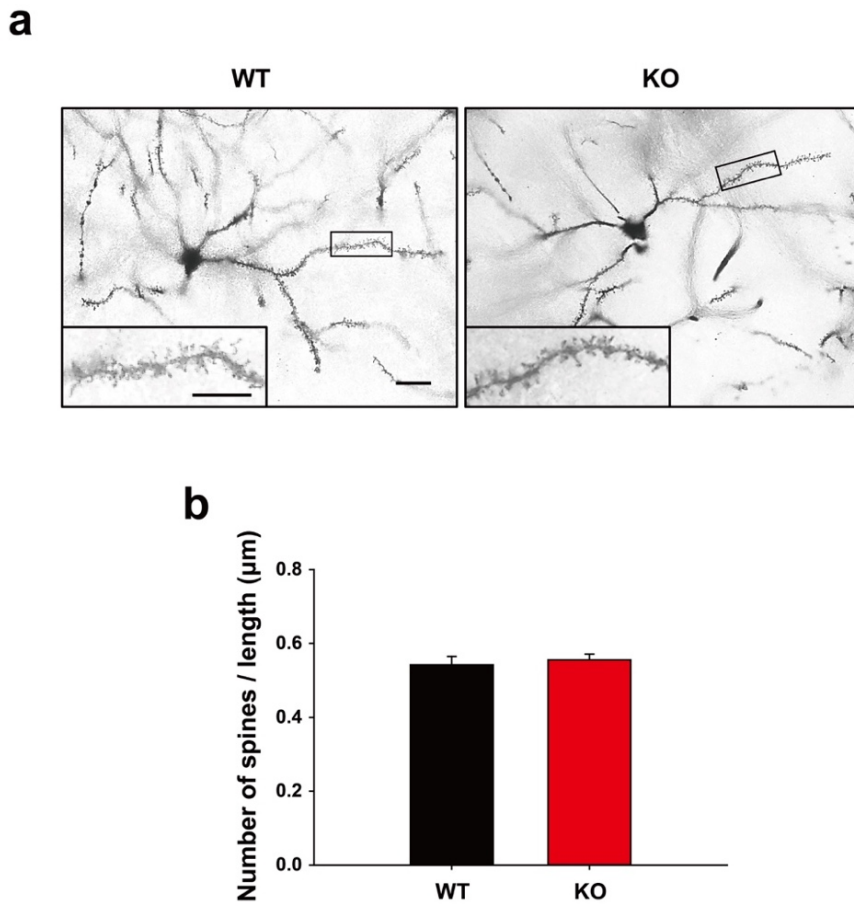 a
WT
KO
b
Number of spines / length (μm)
0.8
0.6
0.4
0.2
0.0
WT
KO